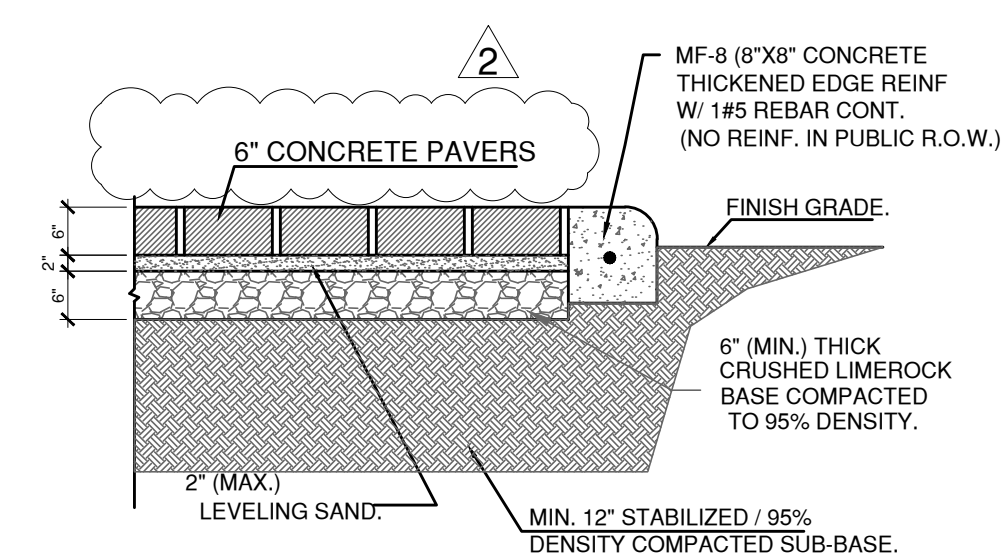 2
MF-8 (8"X8" CONCRETE
THICKENED EDGE REINF
W/ 1#5 REBAR CONT.
(NO REINF. IN PUBLIC R.O.W.)
6" CONCRETE PAVERS
FINISH GRADE.
6"
2"
6"
6" (MIN.) THICK
CRUSHED LIMEROCK
BASE COMPACTED
TO 95% DENSITY.
2" (MAX.)
LEVELING SAND.
MIN. 12" STABILIZED / 95%
DENSITY COMPACTED SUB-BASE.